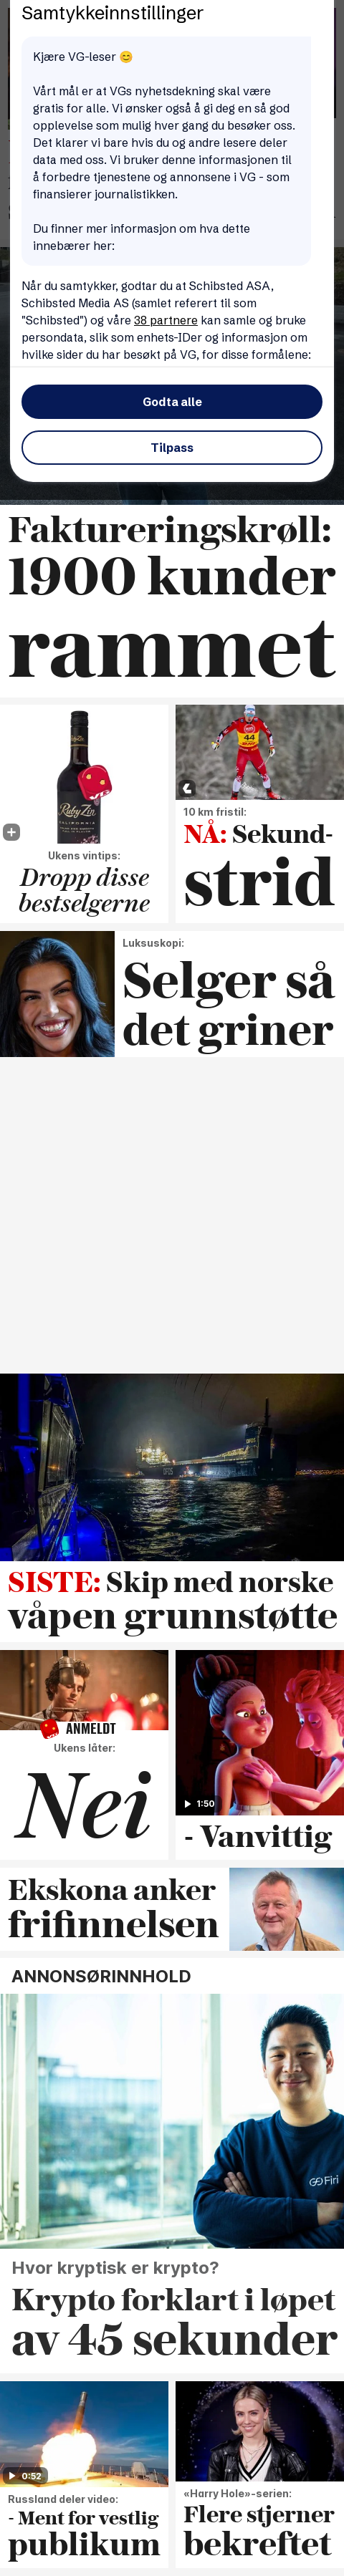 Samtykkeinnstillinger
Kjære VG-leser 😊
Vårt mål er at VGs nyhetsdekning skal være
gratis for alle. Vi ønsker også å gi deg en så god
opplevelse som mulig hver gang du besøker oss.
Det klarer vi bare hvis du og andre lesere deler
data med oss. Vi bruker denne informasjonen til
å forbedre tjenestene og annonsene i VG - som
finansierer journalistikken.
Du finner mer informasjon om hva dette
innebærer her:
Når du samtykker, godtar du at Schibsted ASA,
Schibsted Media AS (samlet referert til som
"Schibsted") og våre 38 partnere kan samle og bruke
persondata, slik som enhets-IDer og informasjon om
hvilke sider du har besøkt på VG, for disse formålene:
Godta alle
Tilpass
Faktureringskrøll:
1900 kunder
rammet
Ukens vintips:
Dropp disse
bestselgerne
10 km fristil:
NÅ: Sekund-
strid
Luksuskopi:
Selger så
det griner
SISTE: Skip med norske
våpen grunnstøtte
ANMELDT
Ukens låter:
Nei
1:50
- Vanvittig
Ekskona anker
frifinnelsen
ANNONSØRINNHOLD
Firi
Hvor kryptisk er krypto?
Krypto forklart i løpet
av 45 sekunder
0:52
Russland deler video:
- Ment for vestlig
publikum
«Harry Hole»-serien:
Flere stjerner
bekreftet